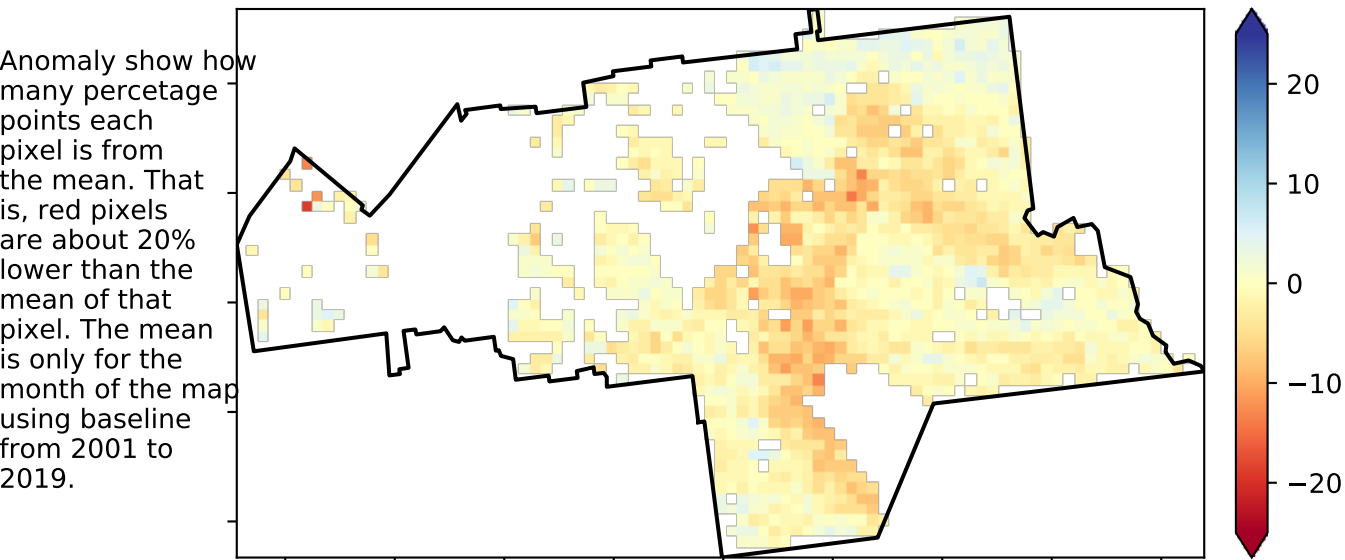 Anomaly show how
many percetage
points each
pixel is from
the mean. That
is, red pixels
are about 20%
lower than the
mean of that
pixel. The mean
is only for the
month of the map
using baseline
from 2001 to
2019.
20
10
0
−10
−20